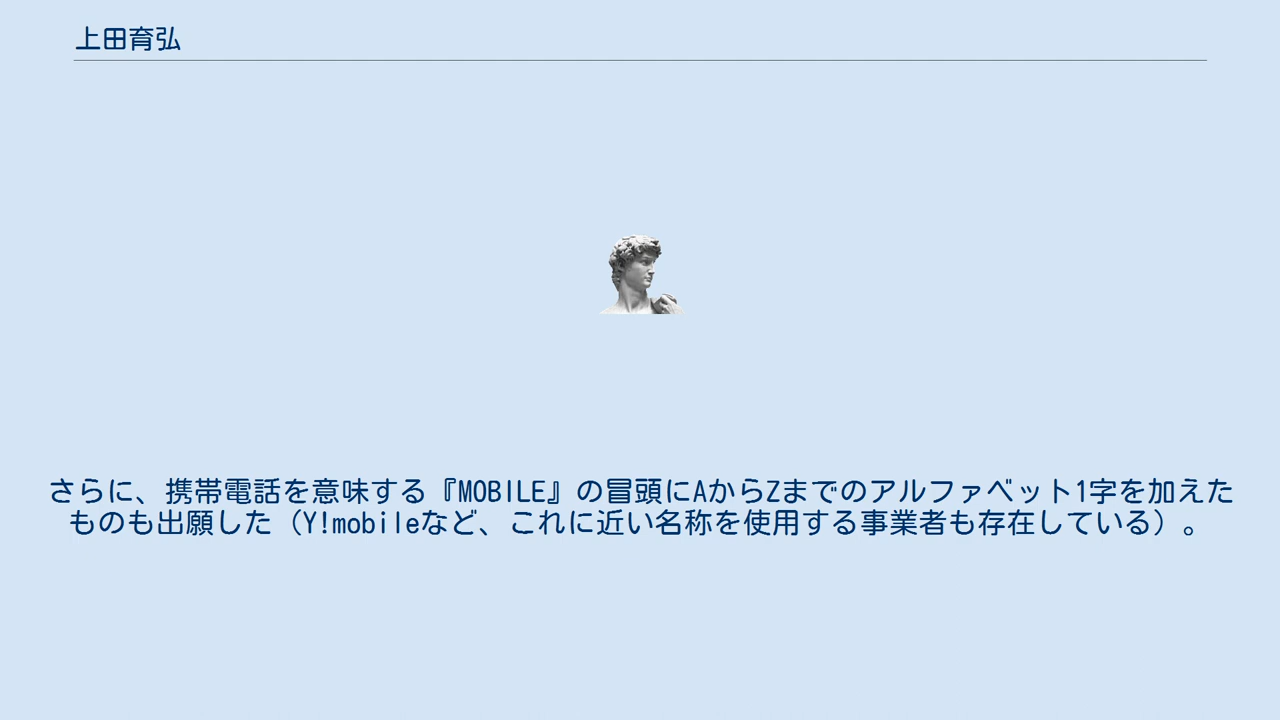 上田育弘
さらに、携帯電話を意味する『MOBILE』の冒頭にAからZまでのアルファベット1字を加えた
ものも出願した（Y!mobileなど、これに近い名称を使用する事業者も存在している）。